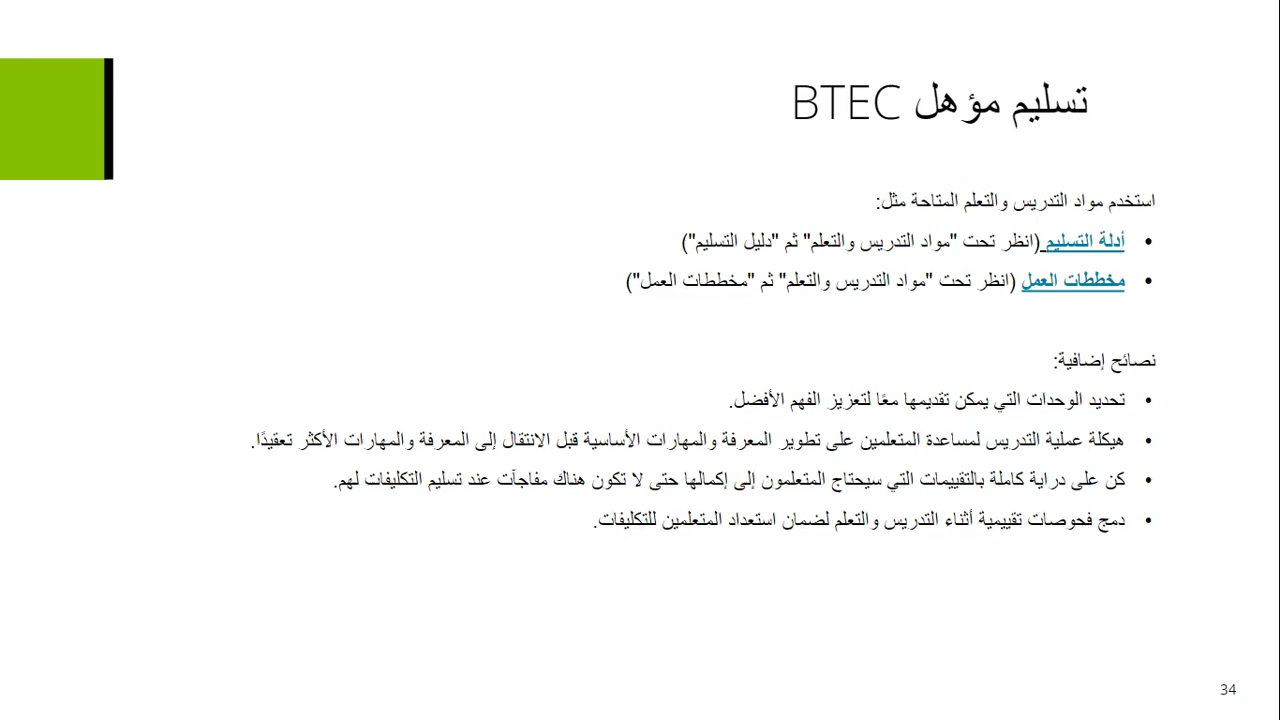 تسليم مؤهل BTEC
استخدم مواد التدريس والتعلم المتاحة مثل:
• أدلة التسليم (انظر تحت "مواد التدريس والتعلم" ثم "دليل التسليم")
• مخططات العمل (انظر تحت "مواد التدريس والتعلم" ثم "مخططات العمل")
نصائح إضافية:
• تحديد الوحدات التي يمكن تقديمها معًا لتعزيز الفهم الأفضل.
• هيكلة عملية التدريس لمساعدة المتعلمين على تطوير المعرفة والمهارات الأساسية قبل الانتقال إلى المعرفة والمهارات الأكثر تعقيدًا.
• كن على دراية كاملة بالتقييمات التي سيحتاج المتعلمون إلى إكمالها حتى لا تكون هناك مفاجآت عند تسليم التكليفات لهم.
• دمج فحوصات تقييمية أثناء التدريس والتعلم لضمان استعداد المتعلمين للتكليفات.
34